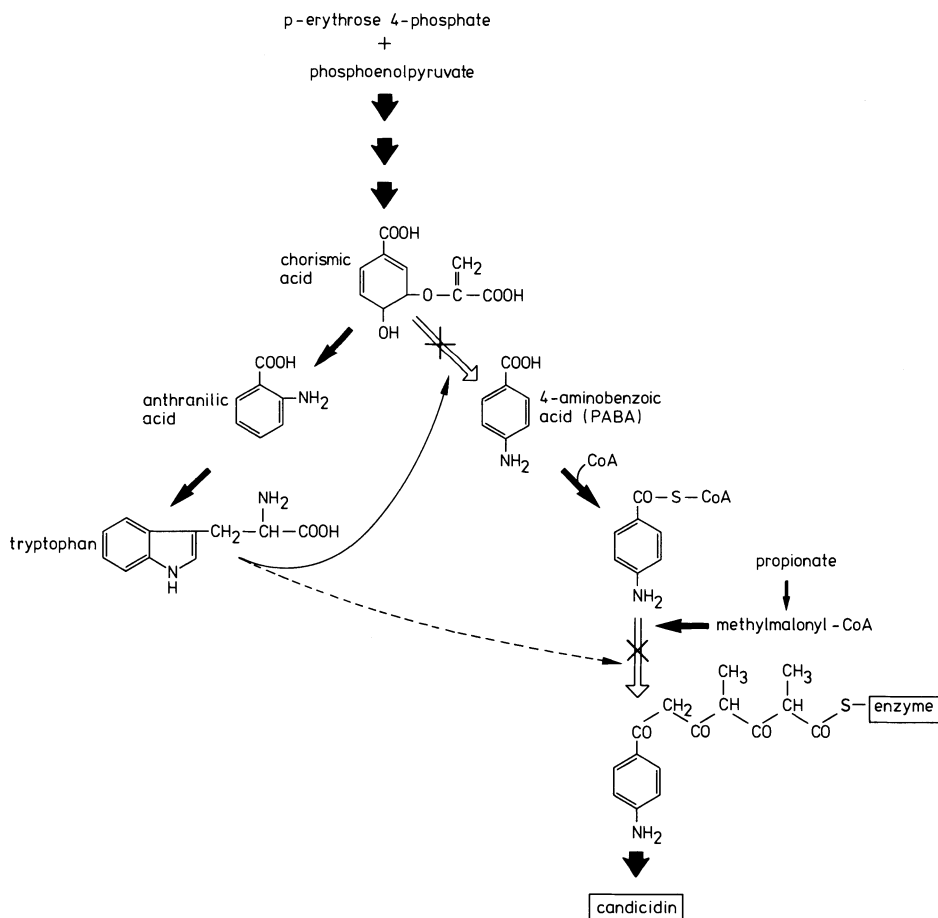 p-erythrose 4-phosphate
+
phosphoenolpyruvate
COOH
chorismic
acid
CH2
O
C
COOH
OH
COOH
NH2
anthranilic
acid
COOH
4-aminobenzoic
acid (PABA)
NH2
CoA
CO-S-CoA
NH2
tryptophan
NH2
CH2
CH
COOH
N
H
propionate
methylmalonyl-CoA
CH3
CH3
CH2
CH
CH
S
enzyme
CO
CO
CO
CO
NH2
candicidin